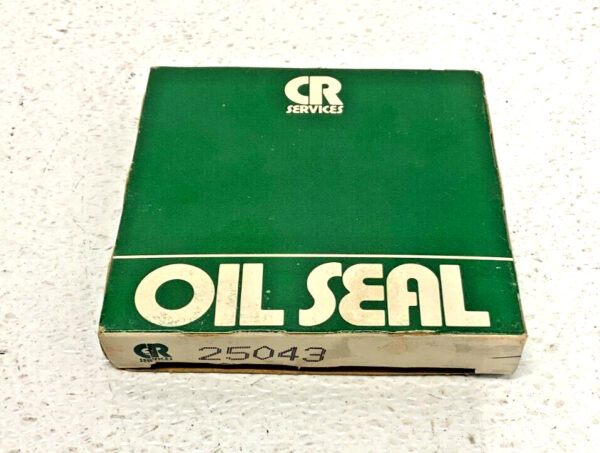 CR
SERVICES
OIL SEAL
CR
SERVICES
25043